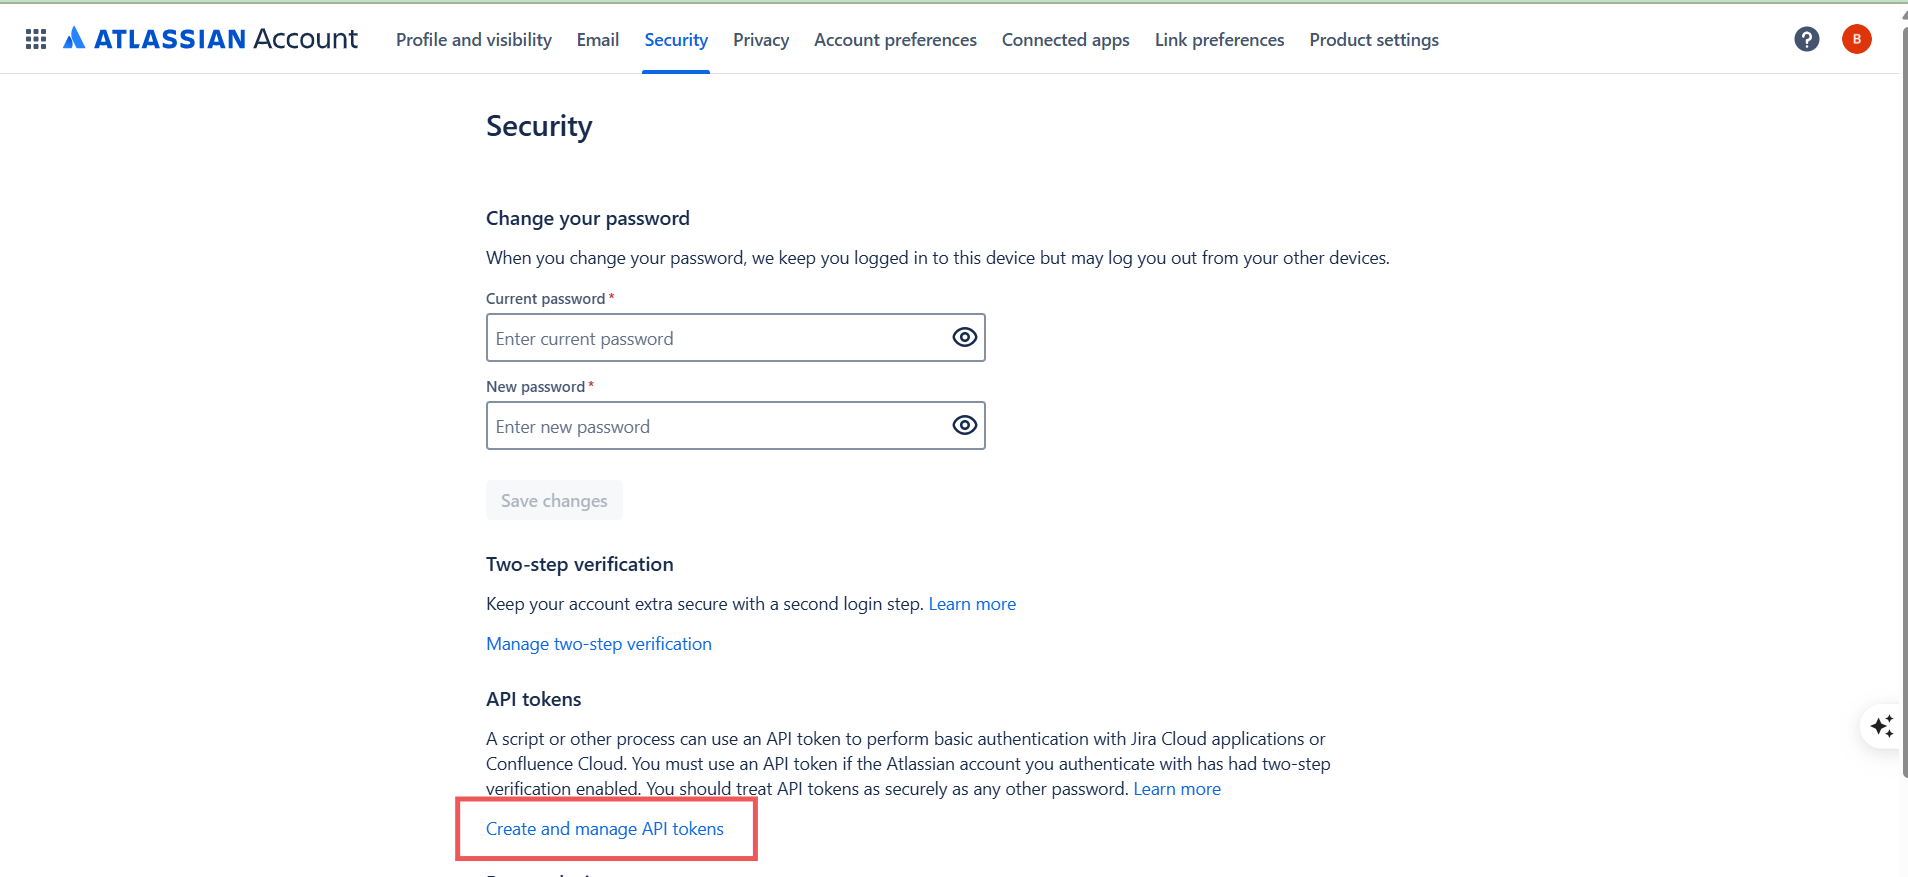 ATLASSIAN Account
Profile and visibility
Email
Security
Privacy
Account preferences
Connected apps
Link preferences
Product settings
?
B
Security
Change your password
When you change your password, we keep you logged in to this device but may log you out from your other devices.
Current password *
Enter current password
New password *
Enter new password
Save changes
Two-step verification
Keep your account extra secure with a second login step. Learn more
Manage two-step verification
API tokens
A script or other process can use an API token to perform basic authentication with Jira Cloud applications or
Confluence Cloud. You must use an API token if the Atlassian account you authenticate with has had two-step
verification enabled. You should treat API tokens as securely as any other password. Learn more
Create and manage API tokens